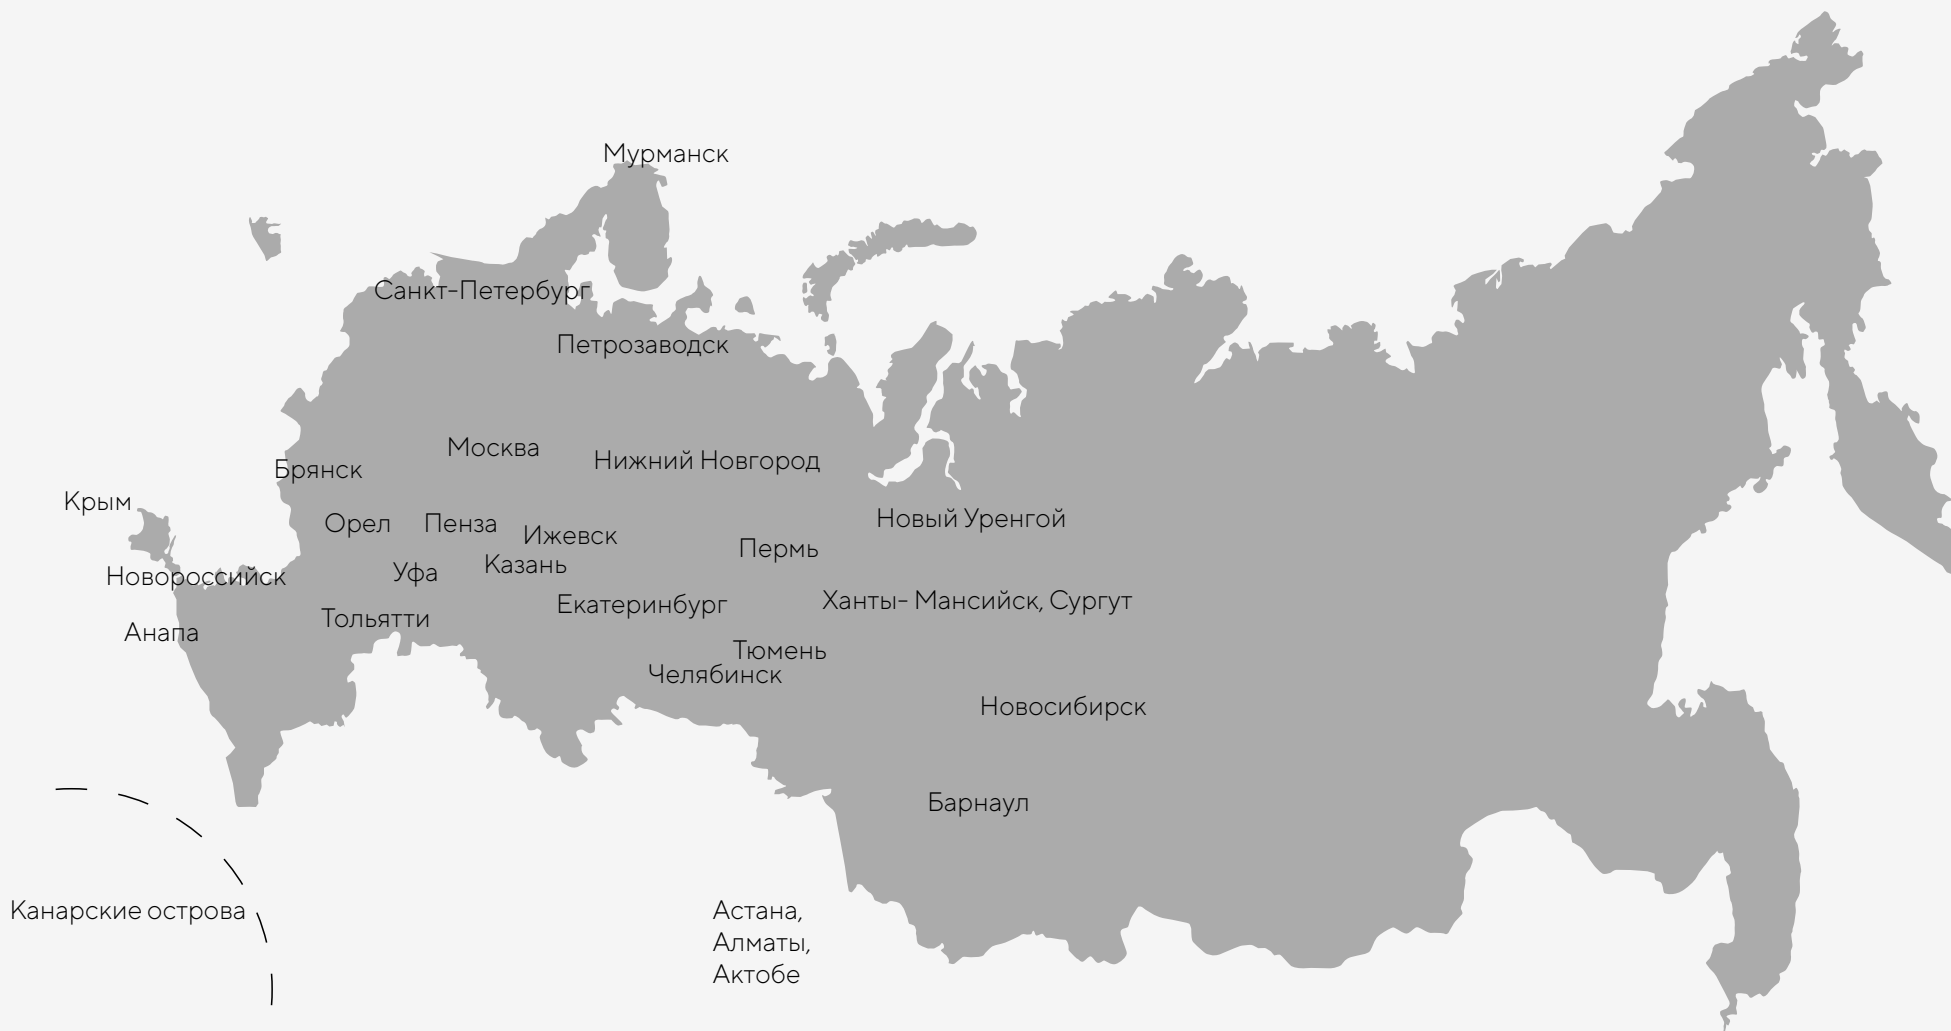 Мурманск
Санкт-Петербург
Петрозаводск
Москва
Нижний Новгород
Брянск
Крым
Орел
Пенза
Ижевск
Новый Уренгой
Пермь
Казань
Уфа
Новороссийск
Екатеринбург
Ханты- Мансийск, Сургут
Тольятти
Анапа
Тюмень
Челябинск
Новосибирск
Барнаул
Канарские острова
Астана,
Алматы,
Актобе